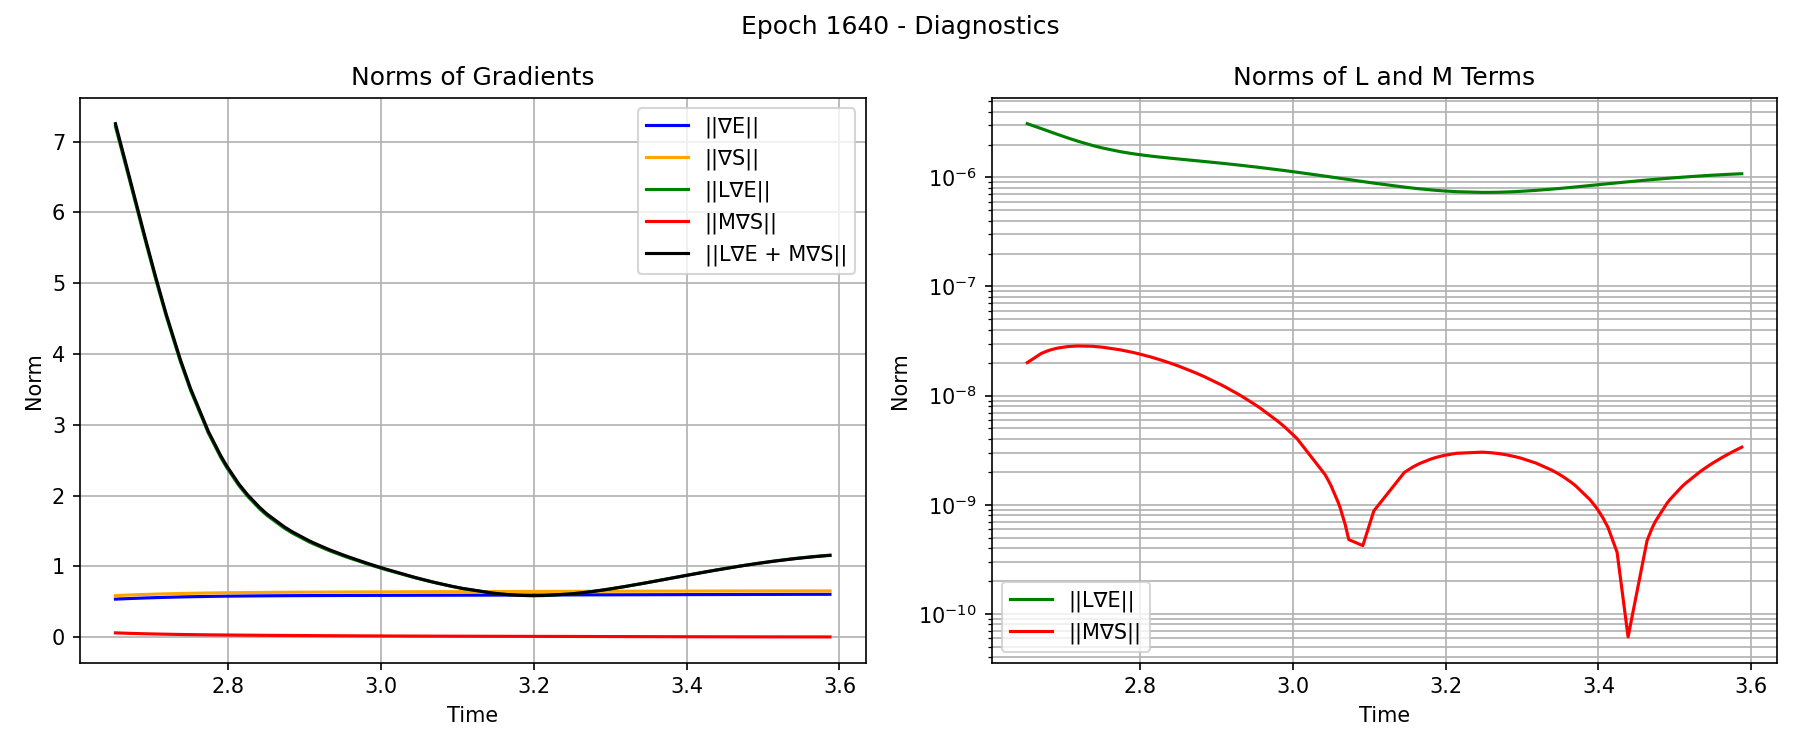 Epoch 1640 - Diagnostics
Norms of Gradients
7
6
5
4
3
2
1
0
Norm
2.8 3.0 3.2 3.4 3.6
Time
||∇E||
||∇S||
||L∇E||
||M∇S||
||L∇E + M∇S||
Norms of L and M Terms
10⁻⁶
10⁻⁷
10⁻⁸
10⁻⁹
10⁻¹⁰
Norm
2.8 3.0 3.2 3.4 3.6
Time
||L∇E||
||M∇S||